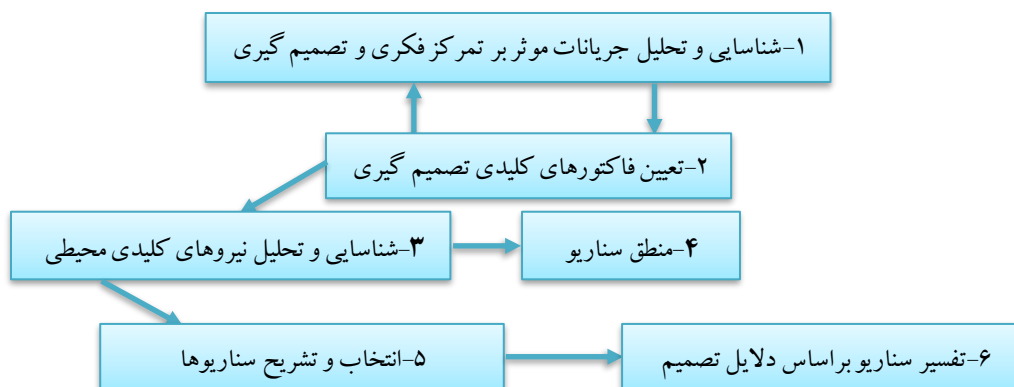 ۱-شناسایی و تحلیل جریانات موثر بر تمرکز فکری و تصمیم گیری
۲-تعیین فاکتورهای کلیدی تصمیم گیری
۳-شناسایی و تحلیل نیروهای کلیدی محیطی
۴-منطق سناریو
۵-انتخاب و تشریح سناریوها
۶-تفسیر سناریو براساس دلایل تصمیم